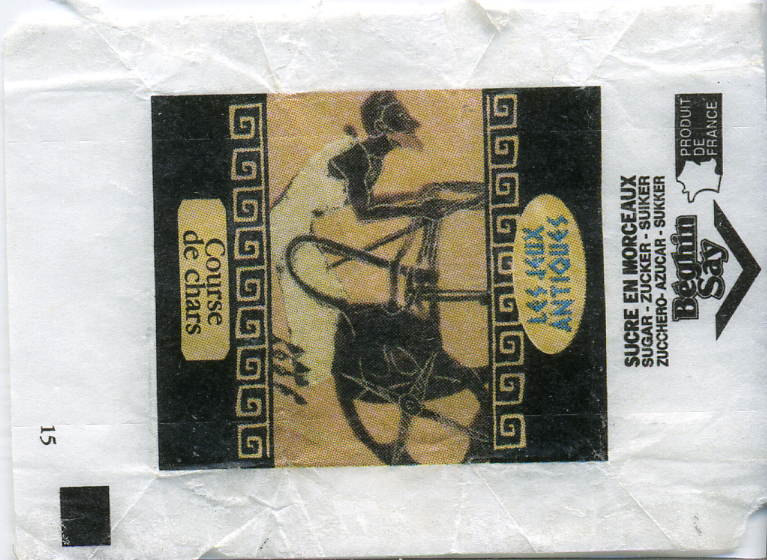 LES JEUX
ANTIQUES
Course
de chars
PRODUIT
DE
FRANCE
Béghin
Say
SUCRE EN MORCEAUX
SUGAR - ZUCKER - SUIKER
ZUCCHERO - AZUCAR - SUKKER
15